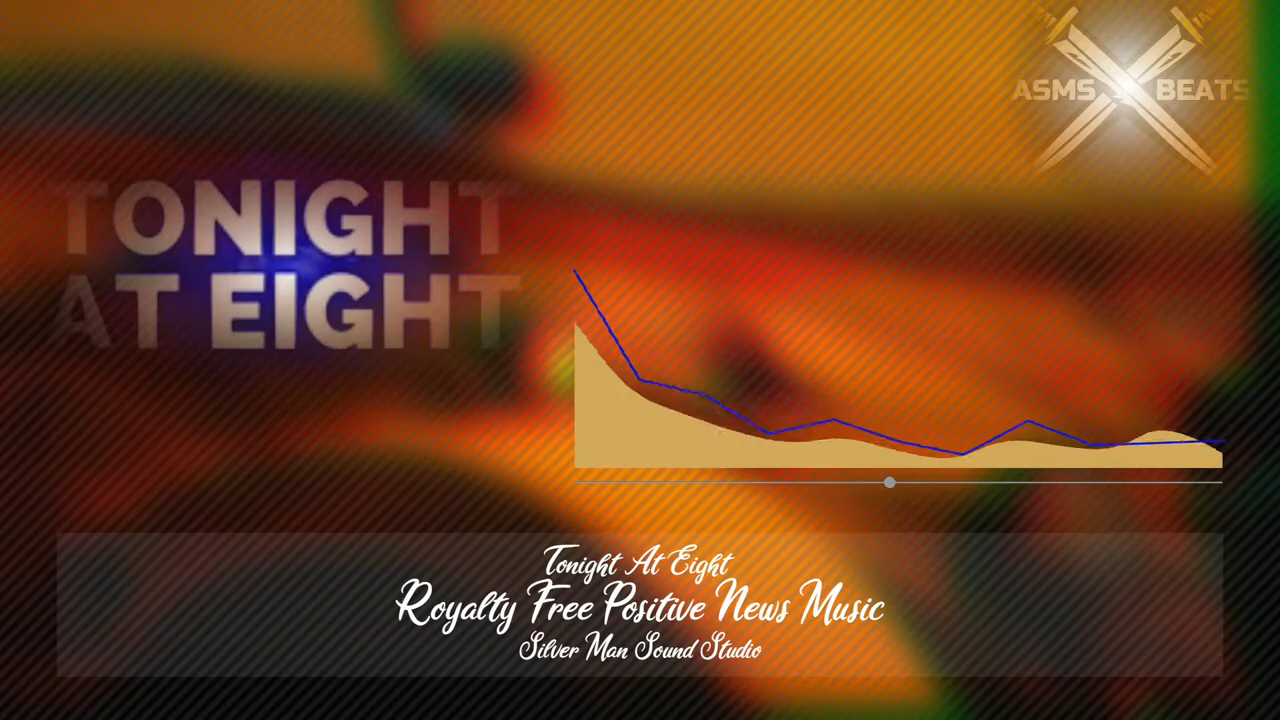 ASMS BEATS
TONIGHT
AT EIGHT
Tonight At Eight
Royalty Free Positive News Music
Silver Man Sound Studio